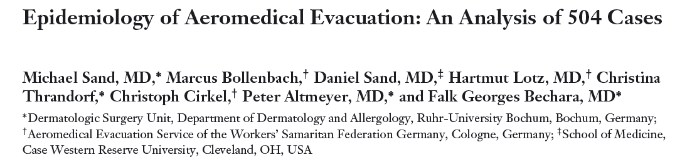 Epidemiology of Aeromedical Evacuation: An Analysis of 504 Cases
Michael Sand, MD,* Marcus Bollenbach,† Daniel Sand, MD,‡ Hartmut Lotz, MD,† Christina
Thrandorf,* Christoph Cirkel,† Peter Altmeyer, MD,* and Falk Georges Bechara, MD*
*Dermatologic Surgery Unit, Department of Dermatology and Allergology, Ruhr-University Bochum, Bochum, Germany;
†Aeromedical Evacuation Service of the Workers' Samaritan Federation Germany, Cologne, Germany; ‡School of Medicine,
Case Western Reserve University, Cleveland, OH, USA